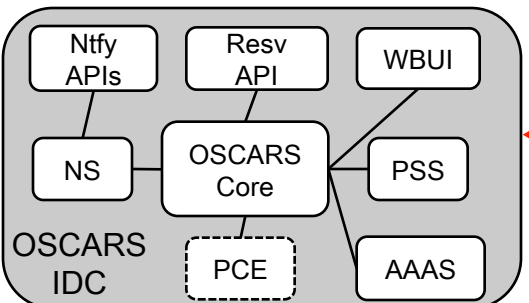 Ntfy
APIs
Resv
API
WBUI
NS
OSCARS
Core
PSS
OSCARS
IDC
PCE
AAAS